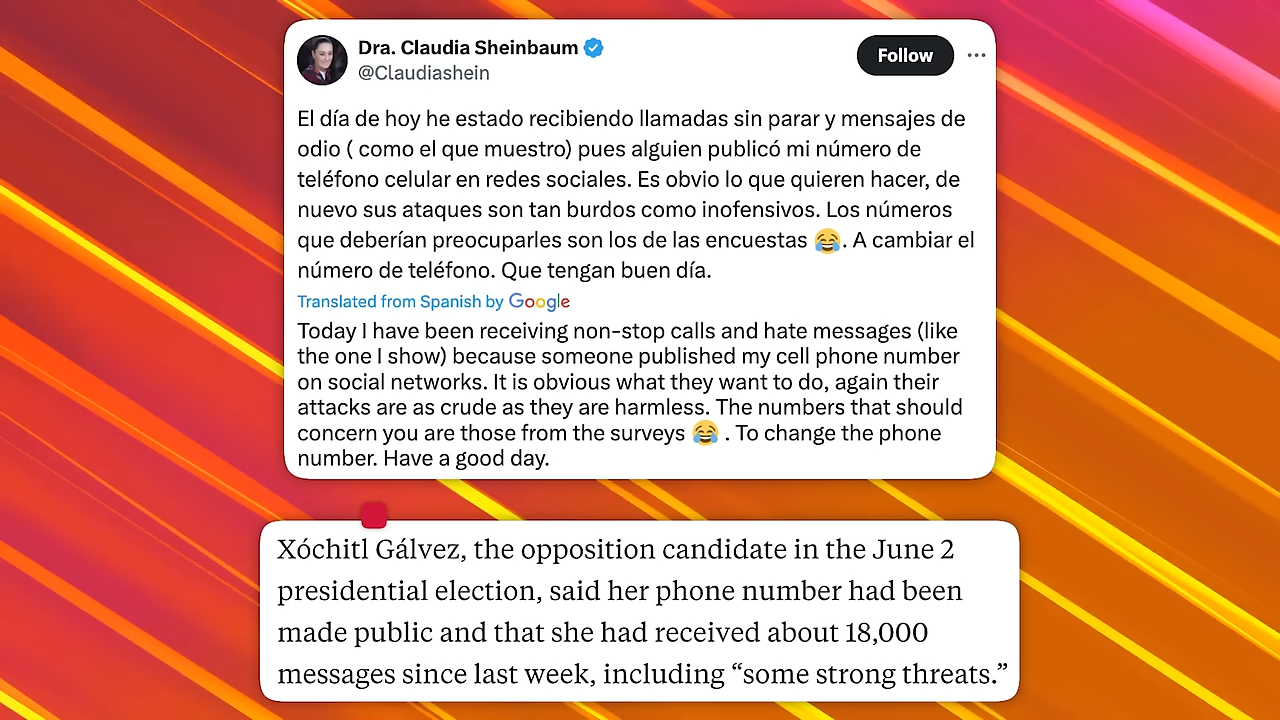 Dra. Claudia Sheinbaum
@Claudiashein
Follow
El día de hoy he estado recibiendo llamadas sin parar y mensajes de
odio ( como el que muestro) pues alguien publicó mi número de
teléfono celular en redes sociales. Es obvio lo que quieren hacer, de
nuevo sus ataques son tan burdos como inofensivos. Los números
que deberían preocuparles son los de las encuestas 😂. A cambiar el
número de teléfono. Que tengan buen día.
Translated from Spanish by Google
Today I have been receiving non-stop calls and hate messages (like
the one I show) because someone published my cell phone number
on social networks. It is obvious what they want to do, again their
attacks are as crude as they are harmless. The numbers that should
concern you are those from the surveys 😂 . To change the phone
number. Have a good day.
Xóchitl Gálvez, the opposition candidate in the June 2
presidential election, said her phone number had been
made public and that she had received about 18,000
messages since last week, including “some strong threats.”